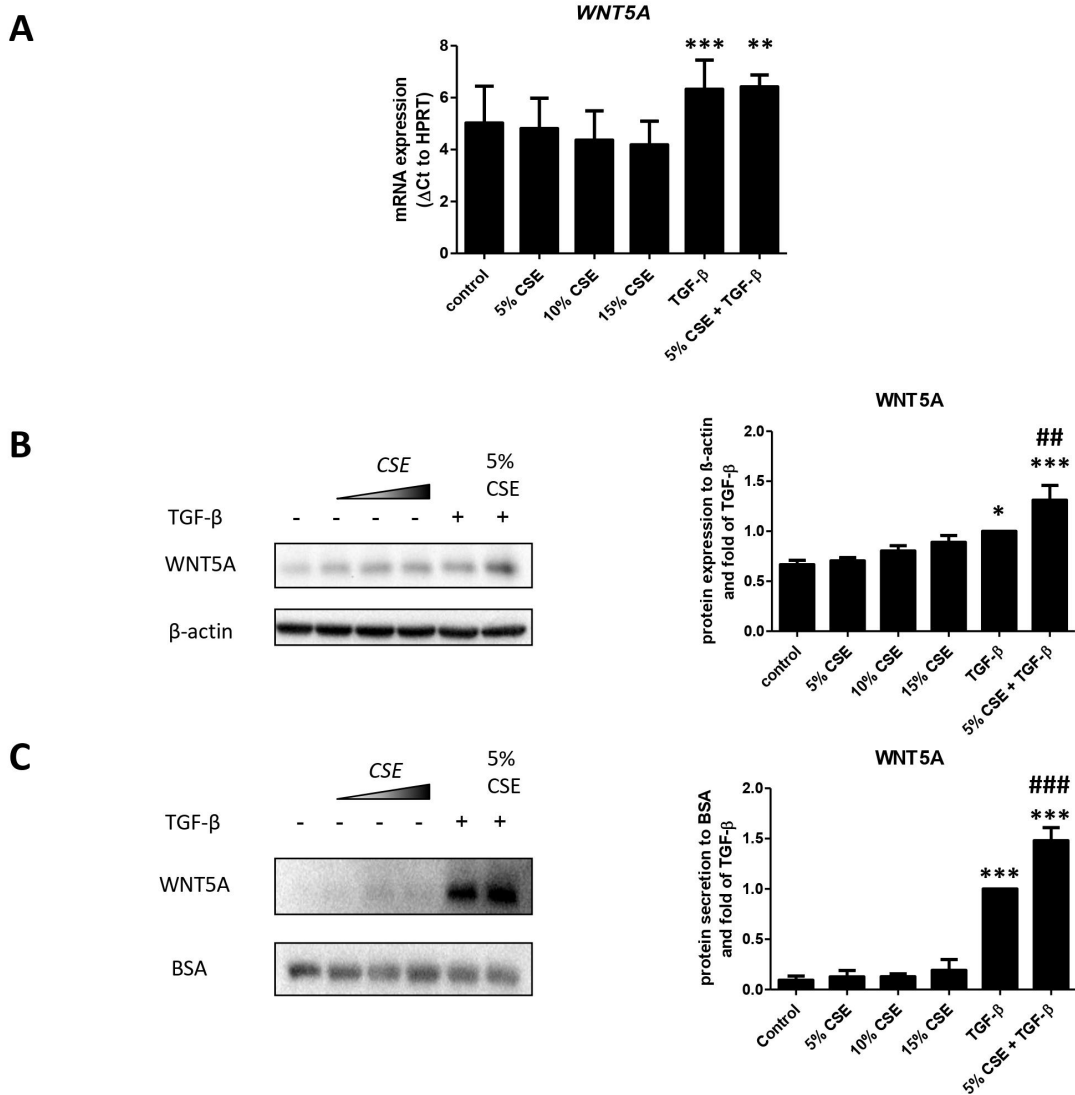 A
WNT5A
mRNA expression
(ΔCt to HPRT)
8
6
4
2
0
*** **
control
5% CSE
10% CSE
15% CSE
TGF-β
5% CSE + TGF-β
B
CSE
5%
CSE
TGF-β - - - - + +
WNT5A
β-actin
WNT5A
protein expression to ß-actin
and fold of TGF-β
2.0
1.5
1.0
0.5
0.0
*
##
***
control
5% CSE
10% CSE
15% CSE
TGF-β
5% CSE + TGF-β
C
CSE
5%
CSE
TGF-β - - - - + +
WNT5A
BSA
WNT5A
protein secretion to BSA
and fold of TGF-β
2.0
1.5
1.0
0.5
0.0
***
###
***
Control
5% CSE
10% CSE
15% CSE
TGF-β
5% CSE + TGF-β